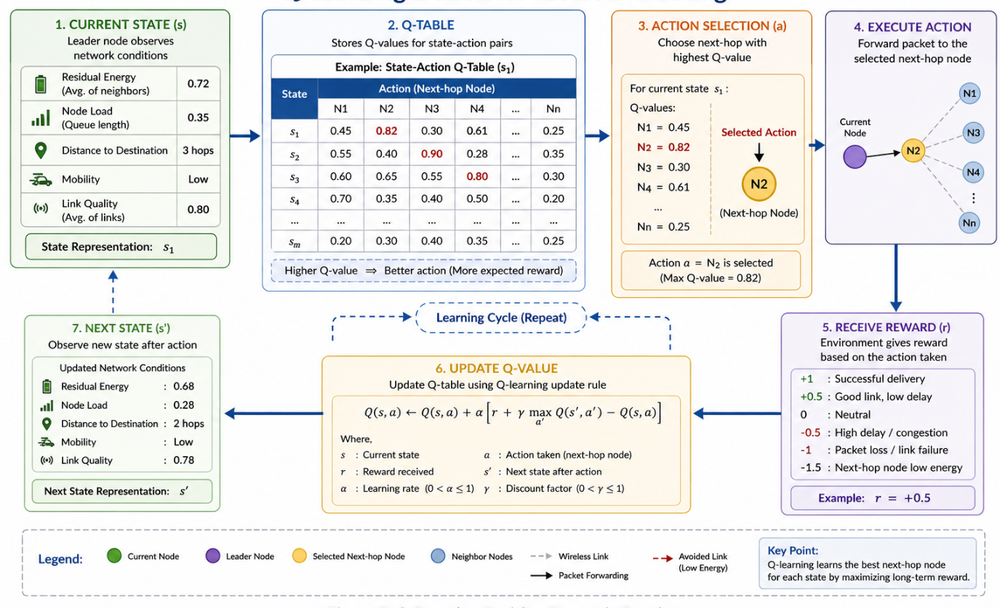 1. CURRENT STATE (s)
Leader node observes
network conditions
Residual Energy
(Avg. of neighbors)
0.72
Node Load
(Queue length)
0.35
Distance to Destination
3 hops
Mobility
Low
Link Quality
(Avg. of links)
0.80
State Representation: s₁
2. Q-TABLE
Stores Q-values for state-action pairs
Example: State-Action Q-Table (s₁)
State
Action (Next-hop Node)
N1 N2 N3 N4 ... Nn
s₁ 0.45 0.82 0.30 0.61 ... 0.25
s₂ 0.55 0.40 0.90 0.28 ... 0.35
s₃ 0.60 0.65 0.55 0.80 ... 0.30
s₄ 0.70 0.35 0.40 0.50 ... 0.20
... ... ... ... ... ... ...
sₘ 0.20 0.30 0.40 0.35 ... 0.25
Higher Q-value ⇒ Better action (More expected reward)
3. ACTION SELECTION (a)
Choose next-hop with
highest Q-value
For current state s₁ :
Q-values:
N1 = 0.45
N₂ = 0.82
N₃ = 0.30
N₄ = 0.61
...
Nn = 0.25
Selected Action
N2
(Next-hop Node)
Action a = N₂ is selected
(Max Q-value = 0.82)
4. EXECUTE ACTION
Forward packet to the
selected next-hop node
Current
Node
N2
N1
N3
N4
⋮
Nn
5. RECEIVE REWARD (r)
Environment gives reward
based on the action taken
+1 : Successful delivery
+0.5 : Good link, low delay
0 : Neutral
-0.5 : High delay / congestion
-1 : Packet loss / link failure
-1.5 : Next-hop node low energy
Example: r = +0.5
Learning Cycle (Repeat)
6. UPDATE Q-VALUE
Update Q-table using Q-learning update rule
Q(s, a) ← Q(s, a) + α [r + γ max Q(s′, a′) − Q(s, a)]
a′
Where,
s : Current state
a : Action taken (next-hop node)
r : Reward received
s′ : Next state after action
α : Learning rate (0 < α ≤ 1)
γ : Discount factor (0 < γ ≤ 1)
7. NEXT STATE (s')
Observe new state after action
Updated Network Conditions
Residual Energy : 0.68
Node Load : 0.28
Distance to Destination : 2 hops
Mobility : Low
Link Quality : 0.78
Next State Representation: s′
Legend:
Current Node
Leader Node
Selected Next-hop Node
Neighbor Nodes
Wireless Link
Packet Forwarding
Avoided Link
(Low Energy)
Key Point:
Q-learning learns the best next-hop node
for each state by maximizing long-term reward.